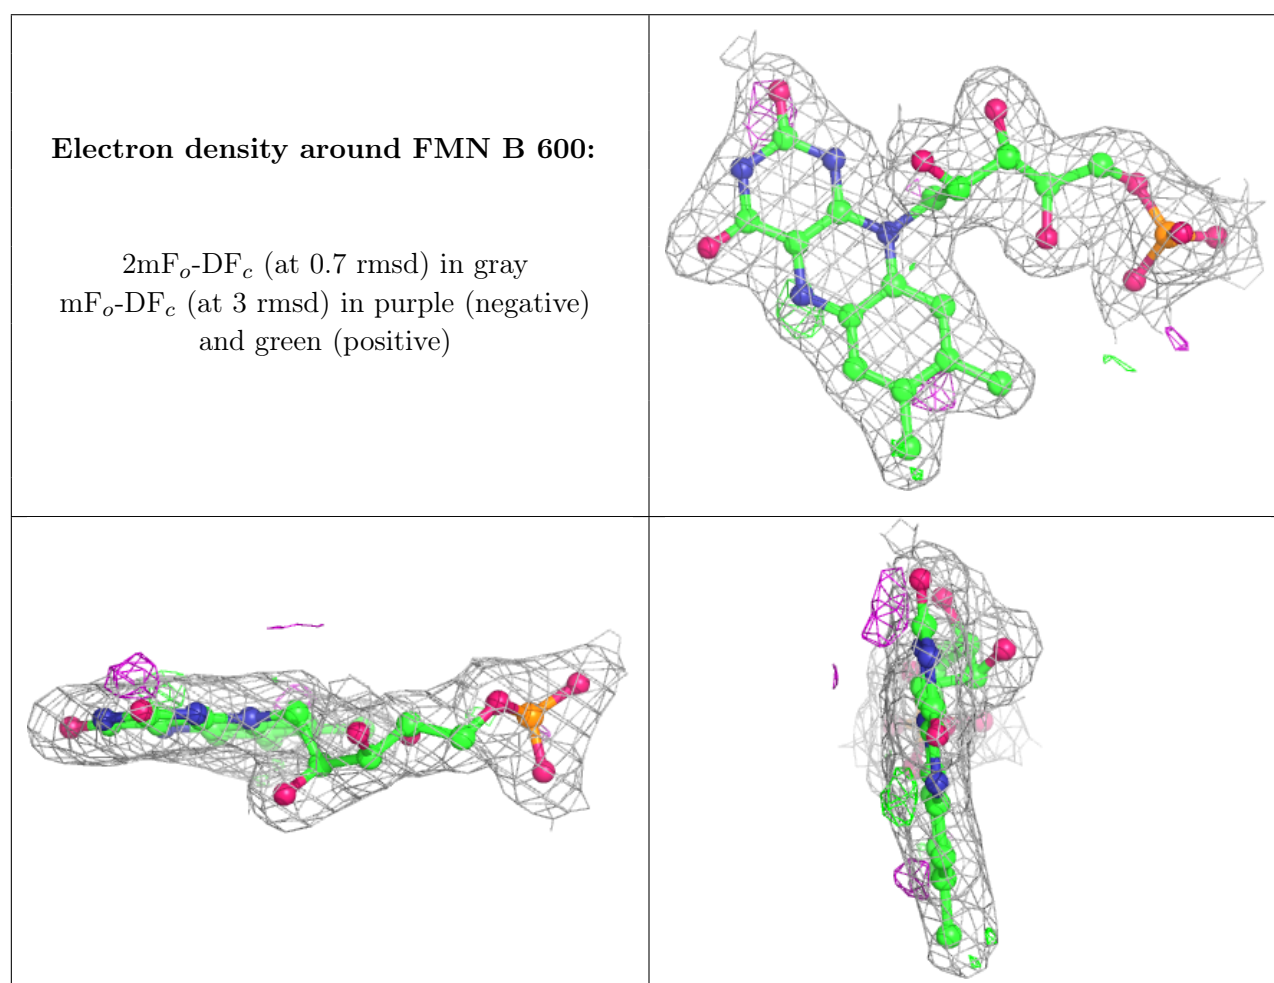 Electron density around FMN B 600:
2mFo-DFc (at 0.7 rmsd) in gray
mFo-DFc (at 3 rmsd) in purple (negative)
and green (positive)